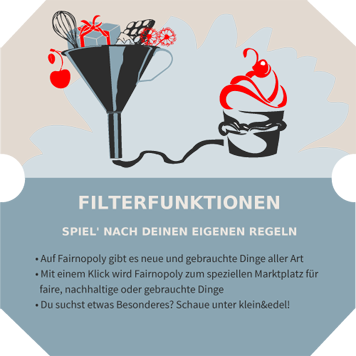 FILTERFUNKTIONEN
SPIEL' NACH DEINEN EIGENEN REGELN
• Auf Fairnopoly gibt es neue und gebrauchte Dinge aller Art
• Mit einem Klick wird Fairnopoly zum speziellen Marktplatz für
faire, nachhaltige oder gebrauchte Dinge
• Du suchst etwas Besonderes? Schaue unter klein&edel!